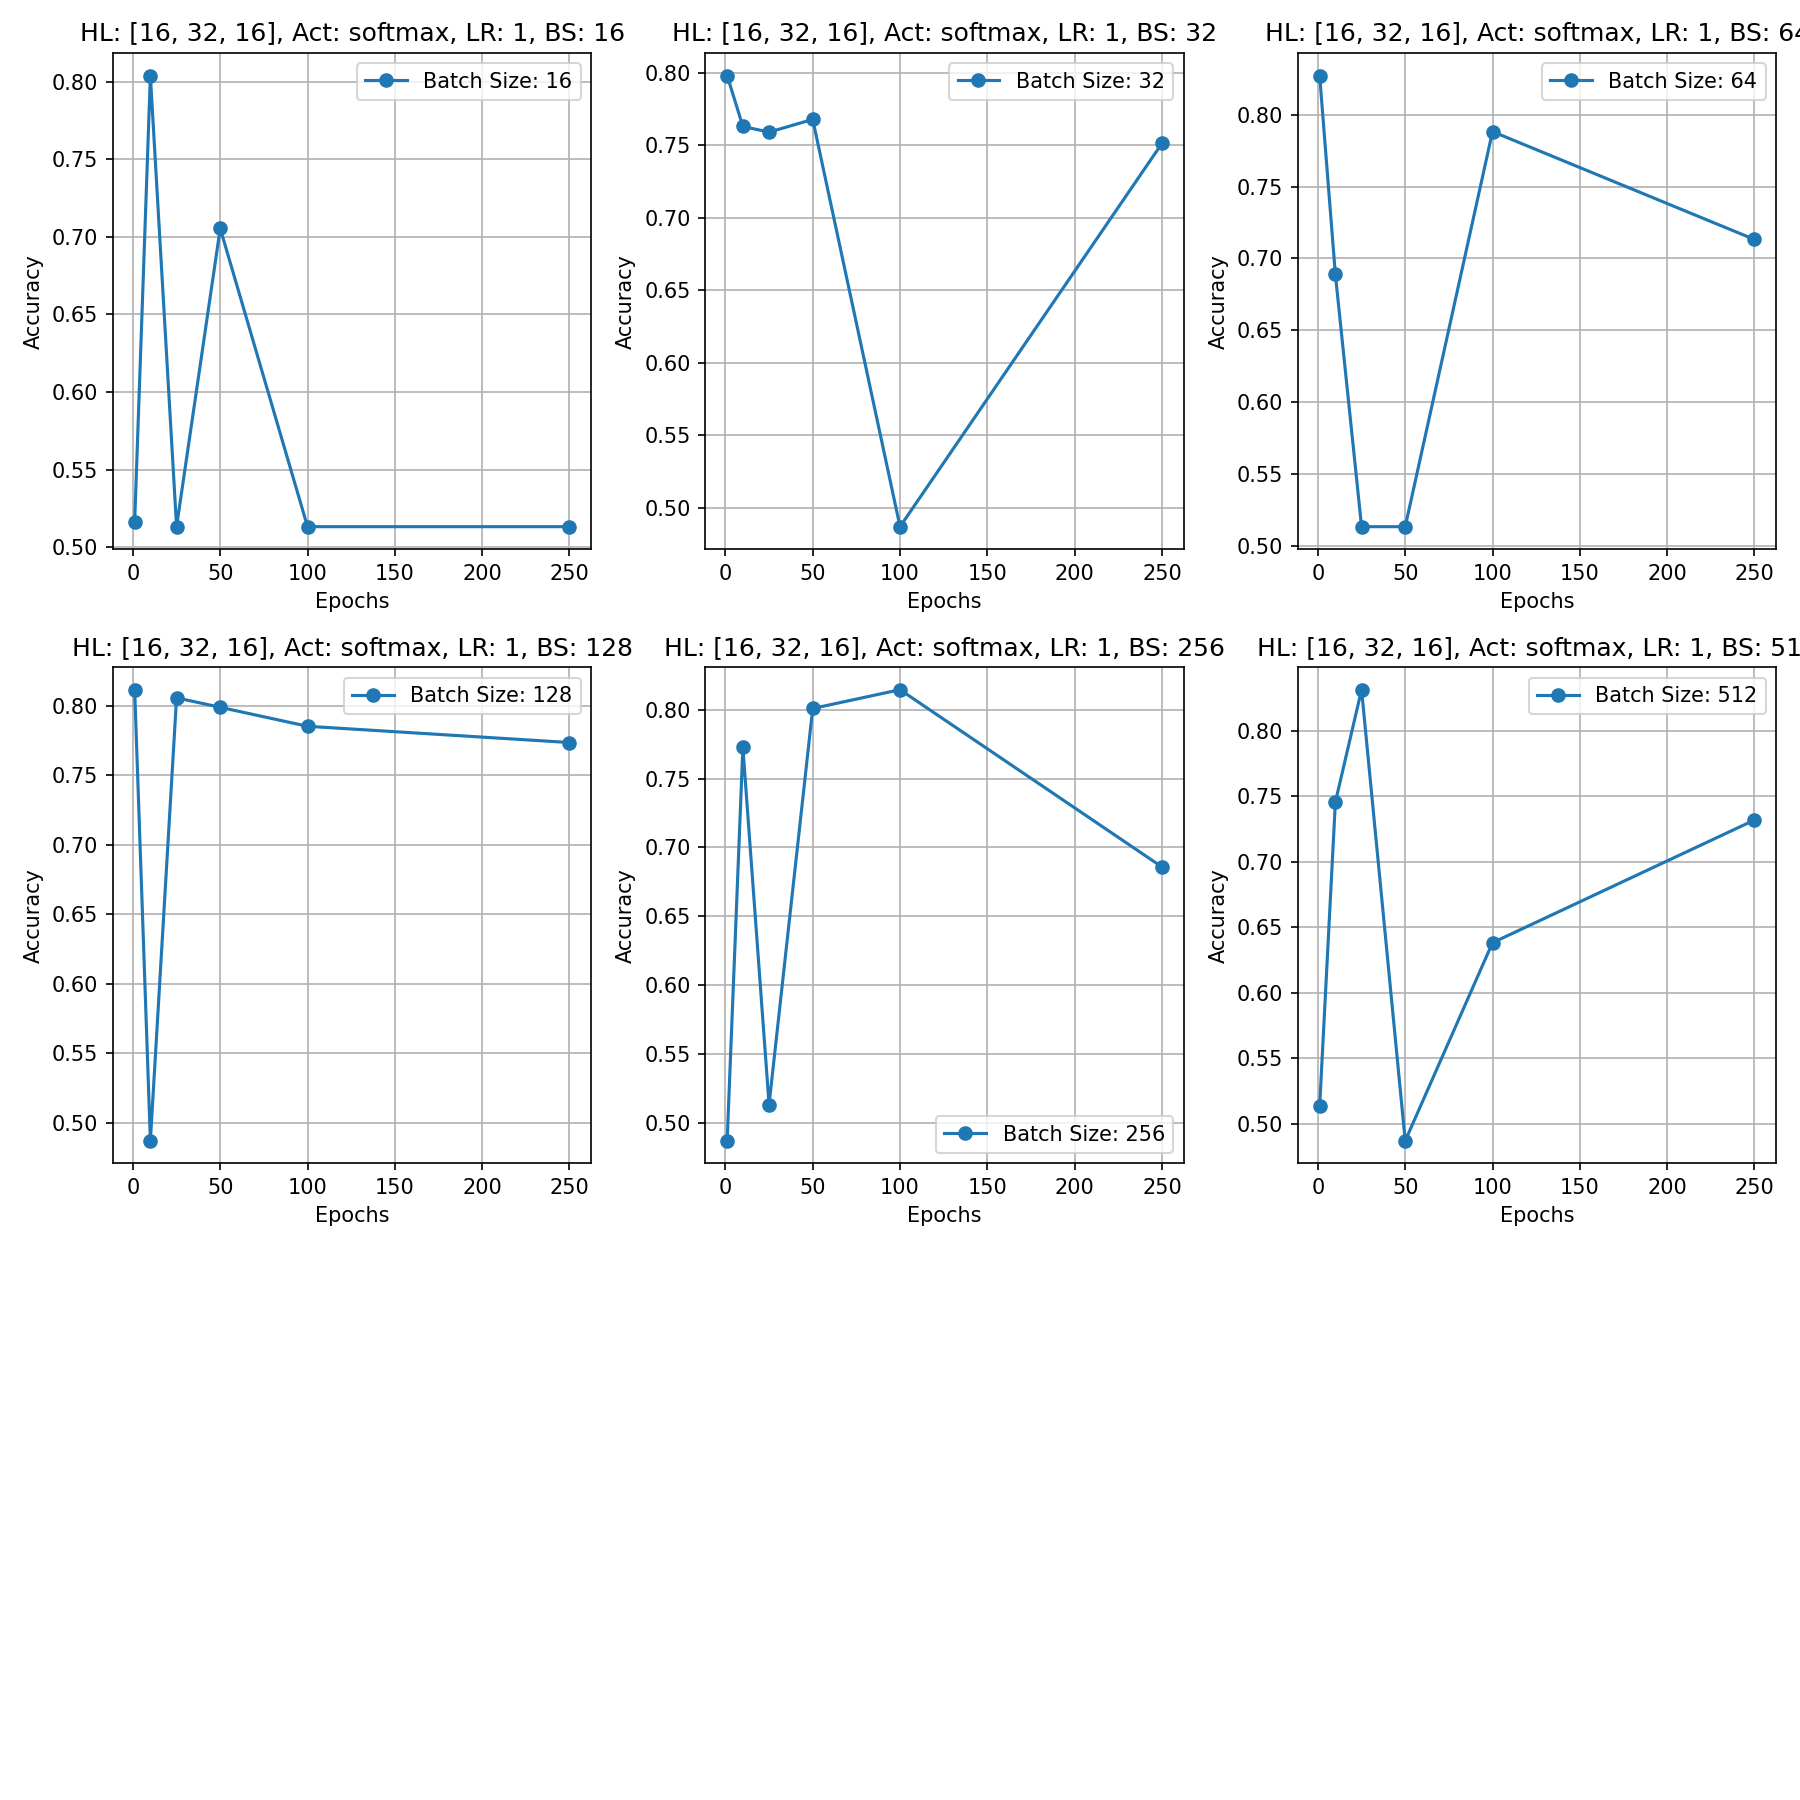 HL: [16, 32, 16], Act: softmax, LR: 1, BS: 16
Batch Size: 16
Accuracy
0.80
0.75
0.70
0.65
0.60
0.55
0.50
0 50 100 150 200 250
Epochs
HL: [16, 32, 16], Act: softmax, LR: 1, BS: 32
Batch Size: 32
Accuracy
0.80
0.75
0.70
0.65
0.60
0.55
0.50
0 50 100 150 200 250
Epochs
HL: [16, 32, 16], Act: softmax, LR: 1, BS: 64
Batch Size: 64
Accuracy
0.80
0.75
0.70
0.65
0.60
0.55
0.50
0 50 100 150 200 250
Epochs
HL: [16, 32, 16], Act: softmax, LR: 1, BS: 128
Batch Size: 128
Accuracy
0.80
0.75
0.70
0.65
0.60
0.55
0.50
0 50 100 150 200 250
Epochs
HL: [16, 32, 16], Act: softmax, LR: 1, BS: 256
Batch Size: 256
Accuracy
0.80
0.75
0.70
0.65
0.60
0.55
0.50
0 50 100 150 200 250
Epochs
HL: [16, 32, 16], Act: softmax, LR: 1, BS: 51
Batch Size: 512
Accuracy
0.80
0.75
0.70
0.65
0.60
0.55
0.50
0 50 100 150 200 250
Epochs